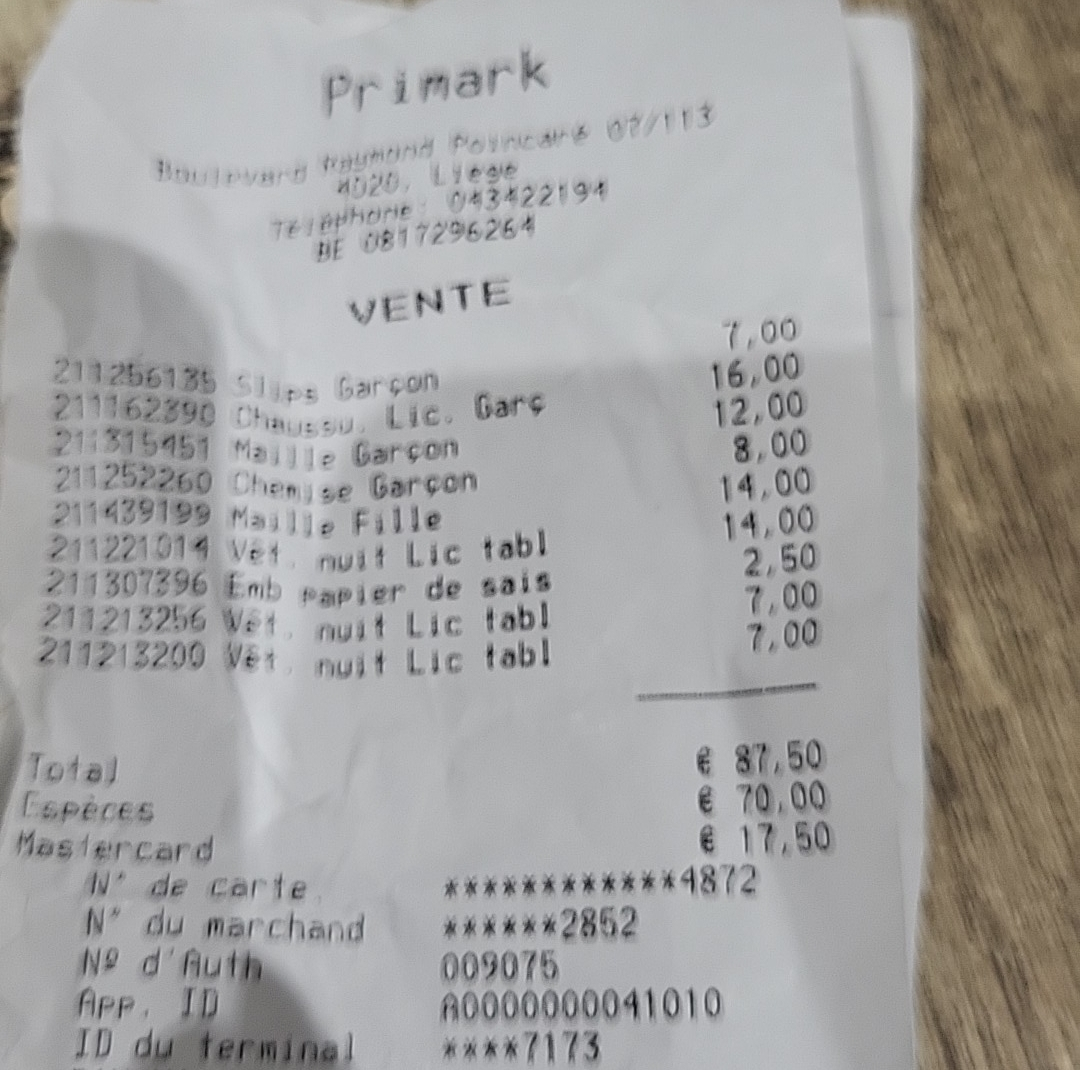 Primark
Boulevard Raymond Poincaré 07/113
4020, Liège
Téléphone: 043422194
BE 0817296264
VENTE
211256135 Slips Garçon 7,00
211162390 Chaussu. Lic. Garç 16,00
211315451 Maille Garçon 12,00
211252260 Chemise Garçon 8,00
211439199 Maille Fille 14,00
211221014 Vêt. nuit Lic tabl 14,00
211307396 Emb papier de sais 2,50
211213256 Vêt. nuit Lic tabl 7,00
211213200 Vêt. nuit Lic tabl 7,00
Total € 87,50
Espèces € 70,00
Mastercard € 17,50
N° de carte. ************4872
N° du marchand ******2852
Nº d'Auth 009075
App. ID A0000000041010
ID du terminal ****7173